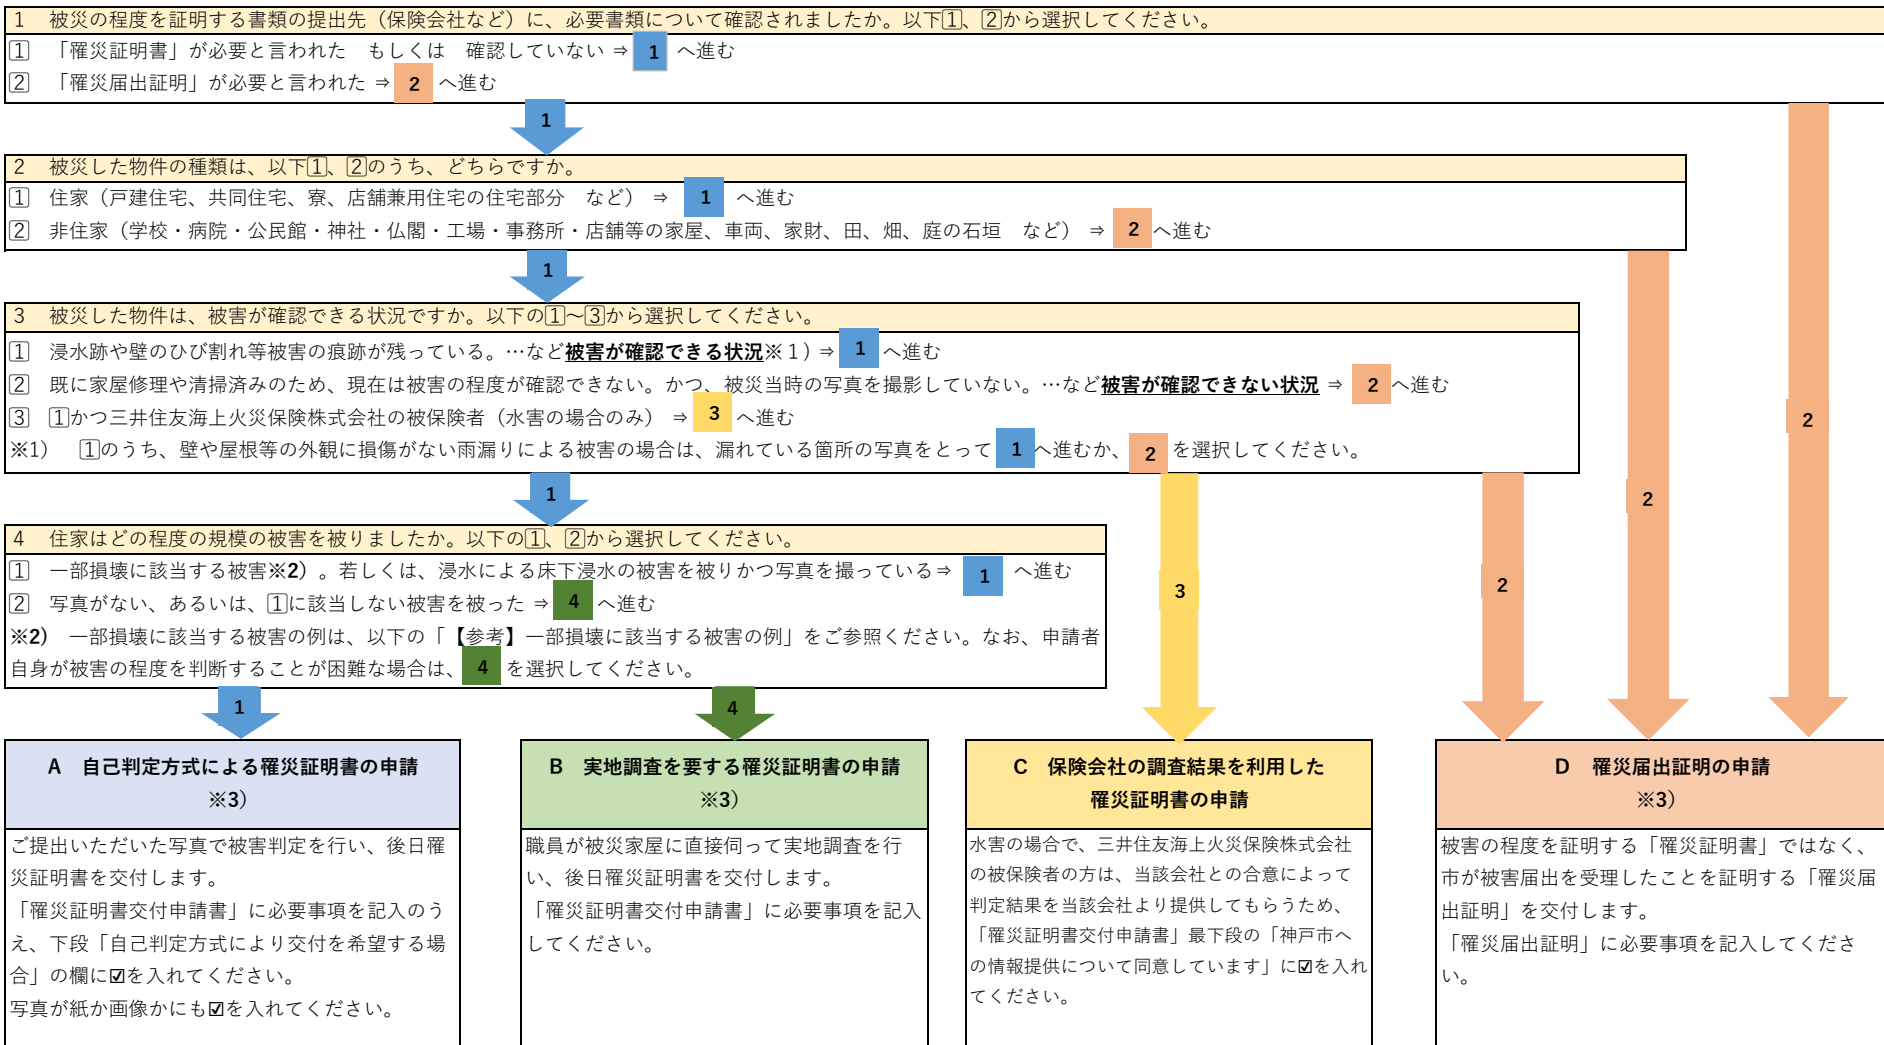 1　被災の程度を証明する書類の提出先（保険会社など）に、必要書類について確認されましたか。以下1、2から選択してください。
1　「罹災証明書」が必要と言われた　もしくは　確認していない ⇒ 1 へ進む
2　「罹災届出証明」が必要と言われた ⇒ 2 へ進む
1
2　被災した物件の種類は、以下1、2のうち、どちらですか。
1　住家（戸建住宅、共同住宅、寮、店舗兼用住宅の住宅部分　など） ⇒ 1 へ進む
2　非住家（学校・病院・公民館・神社・仏閣・工場・事務所・店舗等の家屋、車両、家財、田、畑、庭の石垣　など） ⇒ 2 へ進む
1
3　被災した物件は、被害が確認できる状況ですか。以下の1～3から選択してください。
1　浸水跡や壁のひび割れ等被害の痕跡が残っている。…など被害が確認できる状況※１）⇒ 1 へ進む
2　既に家屋修理や清掃済みのため、現在は被害の程度が確認できない。かつ、被災当時の写真を撮影していない。…など被害が確認できない状況 ⇒ 2 へ進む
3　1かつ三井住友海上火災保険株式会社の被保険者（水害の場合のみ） ⇒ 3 へ進む
※1)　1のうち、壁や屋根等の外観に損傷がない雨漏りによる被害の場合は、漏れている箇所の写真をとって 1 へ進むか、 2 を選択してください。
2
1
2
4　住家はどの程度の規模の被害を被りましたか。以下の1、2から選択してください。
1　一部損壊に該当する被害※2）。若しくは、浸水による床下浸水の被害を被りかつ写真を撮っている⇒ 1 へ進む
2　写真がない、あるいは、1に該当しない被害を被った ⇒ 4 へ進む
※2)　一部損壊に該当する被害の例は、以下の「【参考】一部損壊に該当する被害の例」をご参照ください。なお、申請者
自身が被害の程度を判断することが困難な場合は、 4 を選択してください。
3
2
1
4
A　自己判定方式による罹災証明書の申請
※3）
ご提出いただいた写真で被害判定を行い、後日罹
災証明書を交付します。
「罹災証明書交付申請書」に必要事項を記入のう
え、下段「自己判定方式により交付を希望する場
合」の欄に☑を入れてください。
写真が紙か画像かにも☑を入れてください。
B　実地調査を要する罹災証明書の申請
※3）
職員が被災家屋に直接伺って実地調査を行
い、後日罹災証明書を交付します。
「罹災証明書交付申請書」に必要事項を記入
してください。
C　保険会社の調査結果を利用した
罹災証明書の申請
水害の場合で、三井住友海上火災保険株式会社
の被保険者の方は、当該会社との合意によって
判定結果を当該会社より提供してもらうため、
「罹災証明書交付申請書」最下段の「神戸市へ
の情報提供について同意しています」に☑を入れ
てください。
D　罹災届出証明の申請
※3）
被害の程度を証明する「罹災証明書」ではなく、
市が被害届出を受理したことを証明する「罹災届
出証明」を交付します。
「罹災届出証明」に必要事項を記入してくださ
い。